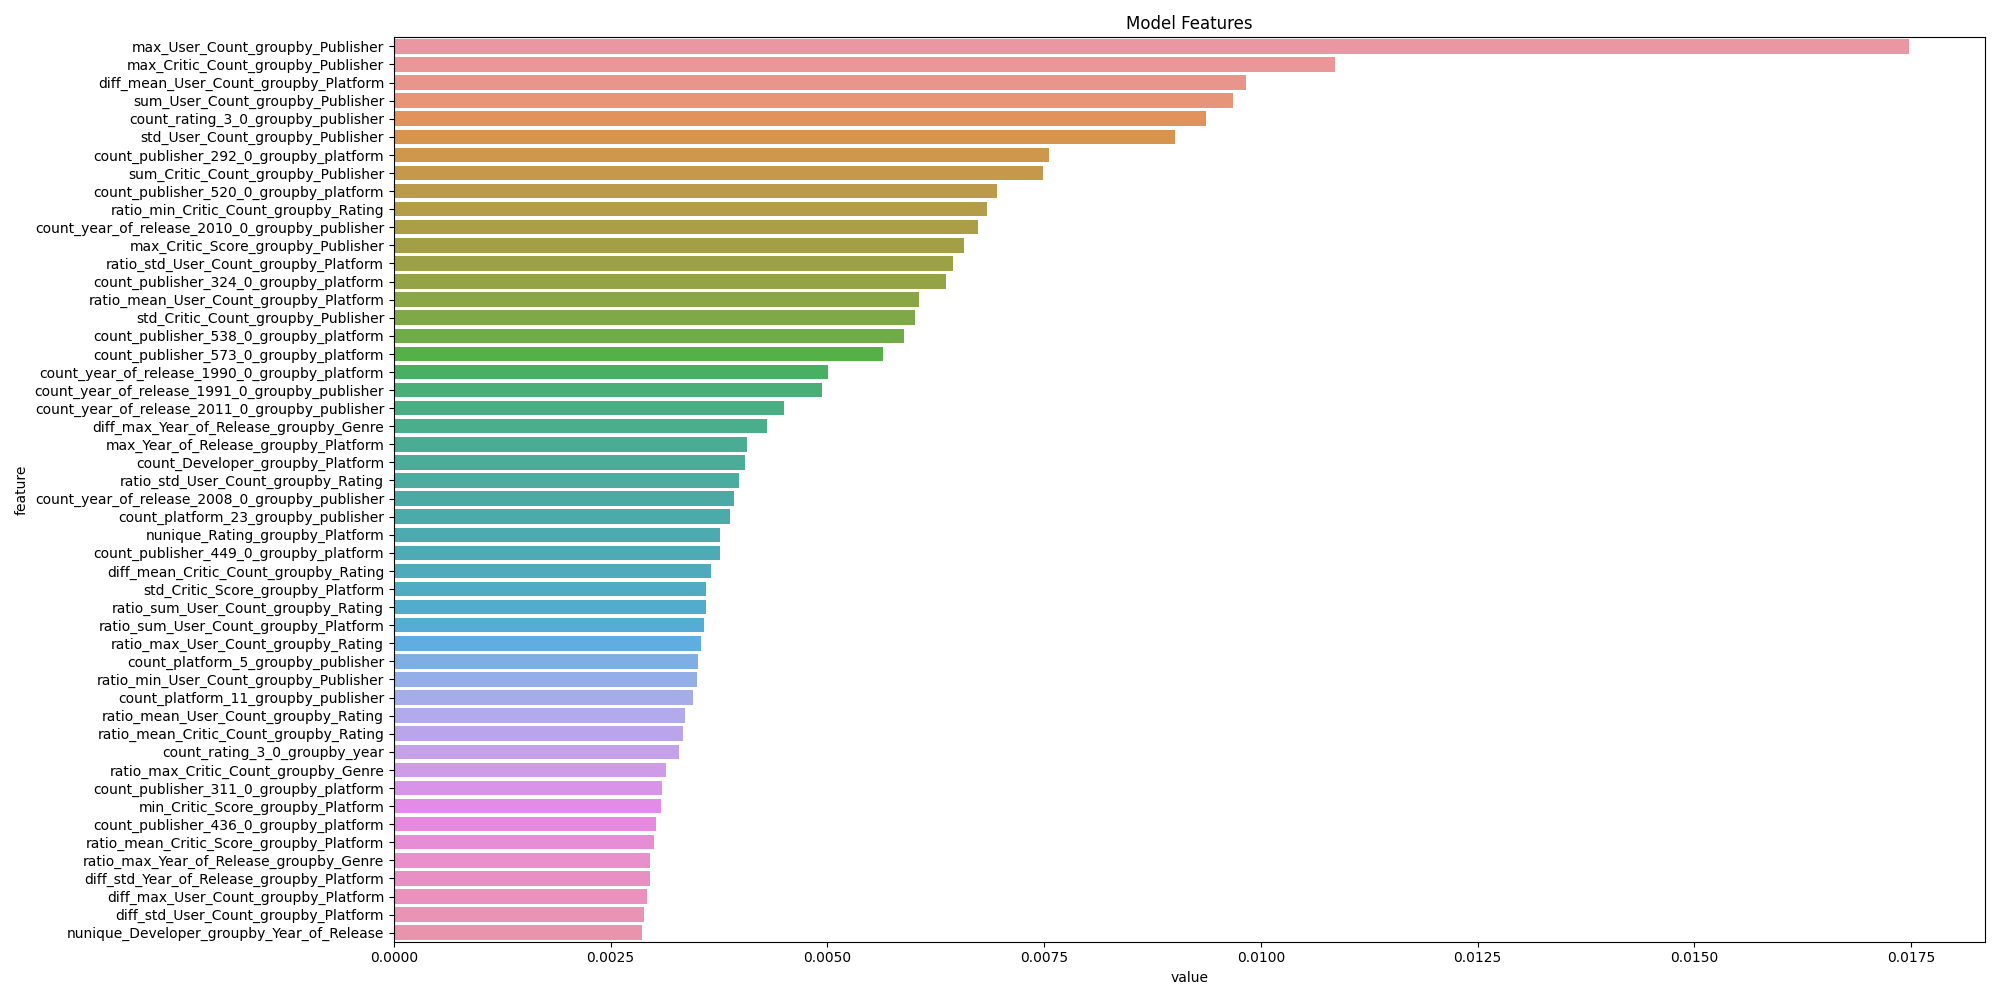 Model Features
max_User_Count_groupby_Publisher
max_Critic_Count_groupby_Publisher
diff_mean_User_Count_groupby_Platform
sum_User_Count_groupby_Publisher
count_rating_3_0_groupby_publisher
std_User_Count_groupby_Publisher
count_publisher_292_0_groupby_platform
sum_Critic_Count_groupby_Publisher
count_publisher_520_0_groupby_platform
ratio_min_Critic_Count_groupby_Rating
count_year_of_release_2010_0_groupby_publisher
max_Critic_Score_groupby_Publisher
ratio_std_User_Count_groupby_Platform
count_publisher_324_0_groupby_platform
ratio_mean_User_Count_groupby_Platform
std_Critic_Count_groupby_Publisher
count_publisher_538_0_groupby_platform
count_publisher_573_0_groupby_platform
count_year_of_release_1990_0_groupby_platform
count_year_of_release_1991_0_groupby_publisher
count_year_of_release_2011_0_groupby_publisher
diff_max_Year_of_Release_groupby_Genre
max_Year_of_Release_groupby_Platform
count_Developer_groupby_Platform
ratio_std_User_Count_groupby_Rating
count_year_of_release_2008_0_groupby_publisher
count_platform_23_groupby_publisher
nunique_Rating_groupby_Platform
count_publisher_449_0_groupby_platform
diff_mean_Critic_Count_groupby_Rating
std_Critic_Score_groupby_Platform
ratio_sum_User_Count_groupby_Rating
ratio_sum_User_Count_groupby_Platform
ratio_max_User_Count_groupby_Rating
count_platform_5_groupby_publisher
ratio_min_User_Count_groupby_Publisher
count_platform_11_groupby_publisher
ratio_mean_User_Count_groupby_Rating
ratio_mean_Critic_Count_groupby_Rating
count_rating_3_0_groupby_year
ratio_max_Critic_Count_groupby_Genre
count_publisher_311_0_groupby_platform
min_Critic_Score_groupby_Platform
count_publisher_436_0_groupby_platform
ratio_mean_Critic_Score_groupby_Platform
ratio_max_Year_of_Release_groupby_Genre
diff_std_Year_of_Release_groupby_Platform
diff_max_User_Count_groupby_Platform
diff_std_User_Count_groupby_Platform
nunique_Developer_groupby_Year_of_Release
feature
0.0000 0.0025 0.0050 0.0075 0.0100 0.0125 0.0150 0.0175
value